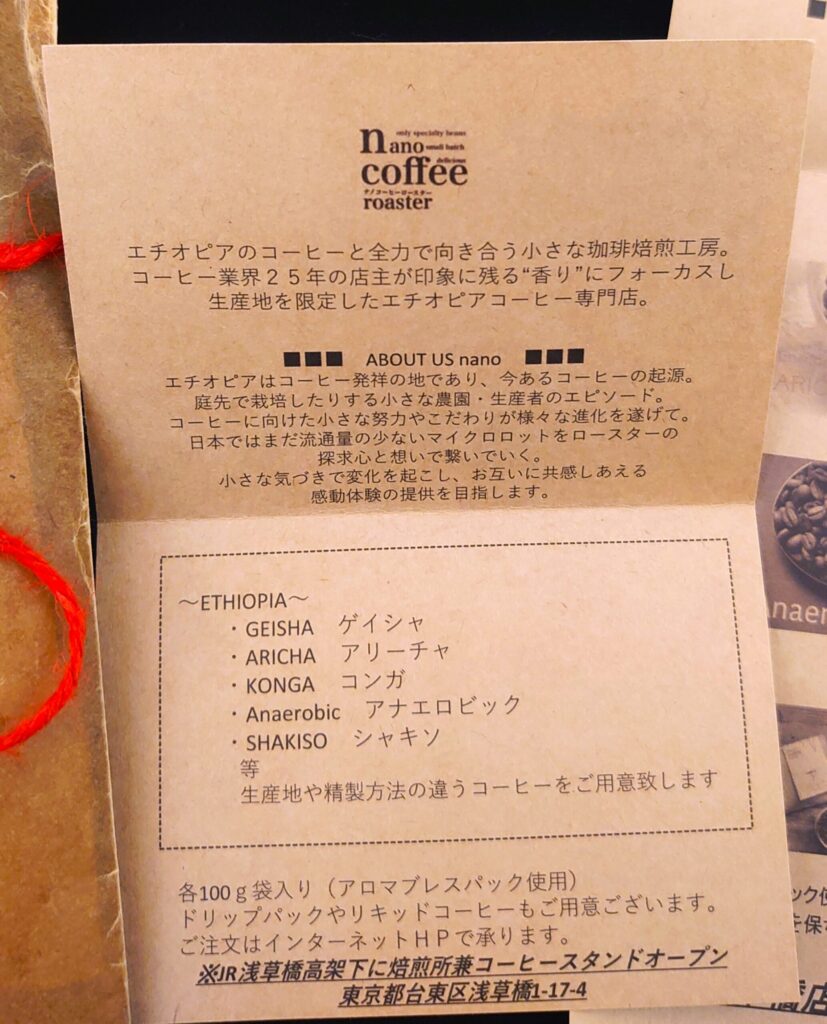 only specialty beans
nano small batch
delicious
coffee
ナノコーヒーロースター
roaster
エチオピアのコーヒーと全力で向き合う小さな珈琲焙煎工房。
コーヒー業界２５年の店主が印象に残る“香り”にフォーカスし
生産地を限定したエチオピアコーヒー専門店。
■■■ ABOUT US nano ■■■
エチオピアはコーヒー発祥の地であり、今あるコーヒーの起源。
庭先で栽培したりする小さな農園・生産者のエピソード。
コーヒーに向けた小さな努力やこだわりが様々な進化を遂げて。
日本ではまだ流通量の少ないマイクロロットをロースターの
探求心と想いで繋いでいく。
小さな気づきで変化を起こし、お互いに共感しあえる
感動体験の提供を目指します。
～ETHIOPIA～
・GEISHA ゲイシャ
・ARICHA アリーチャ
・KONGA コンガ
・Anaerobic アナエロビック
・SHAKISO シャキソ
等
生産地や精製方法の違うコーヒーをご用意致します
各100ｇ袋入り（アロマブレスパック使用）
ドリップパックやリキッドコーヒーもご用意ございます。
ご注文はインターネットＨＰで承ります。
※JR浅草橋高架下に焙煎所兼コーヒースタンドオープン
東京都台東区浅草橋1-17-4